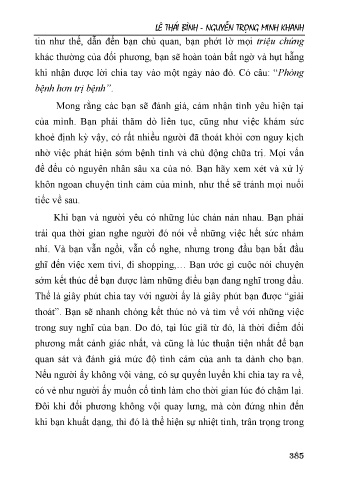 LÊ THÁI BÌNH - NGUYỄN TRỌNG MINH KHANH
tin như thế, dẫn đến bạn chủ quan, bạn phớt lờ mọi triệu chứng
khác thường của đối phương, bạn sẽ hoàn toàn bất ngờ và hụt hẫng
khi nhận được lời chia tay vào một ngày nào đó. Có câu: “Phòng
bệnh hơn trị bệnh”.
Mong rằng các bạn sẽ đánh giá, cảm nhận tình yêu hiện tại
của mình. Bạn phải thăm dò liên tục, cũng như việc khám sức
khoẻ định kỳ vậy, có rất nhiều người đã thoát khỏi cơn nguy kịch
nhờ việc phát hiện sớm bệnh tình và chủ động chữa trị. Mọi vấn
đề đều có nguyên nhân sâu xa của nó. Bạn hãy xem xét và xử lý
khôn ngoan chuyện tình cảm của mình, như thế sẽ tránh mọi nuối
tiếc về sau.
Khi bạn và người yêu có những lúc chán nản nhau. Bạn phải
trải qua thời gian nghe người đó nói về những việc hết sức nhàm
nhí. Và bạn vẫn ngồi, vẫn cố nghe, nhưng trong đầu bạn bắt đầu
nghĩ đến việc xem tivi, đi shopping,… Bạn ước gì cuộc nói chuyện
sớm kết thúc để bạn được làm những điều bạn đang nghĩ trong đầu.
Thế là giây phút chia tay với người ấy là giây phút bạn được “giải
thoát”. Bạn sẽ nhanh chóng kết thúc nó và tìm về với những việc
trong suy nghĩ của bạn. Do đó, tại lúc giã từ đó, là thời điểm đối
phương mất cảnh giác nhất, và cũng là lúc thuận tiện nhất để bạn
quan sát và đánh giá mức độ tình cảm của anh ta dành cho bạn.
Nếu người ấy không vội vàng, có sự quyến luyến khi chia tay ra về,
có vẻ như người ấy muốn cố tình làm cho thời gian lúc đó chậm lại.
Đôi khi đối phương không vội quay lưng, mà còn đứng nhìn đến
khi bạn khuất dạng, thì đó là thể hiện sự nhiệt tình, trân trọng trong
385